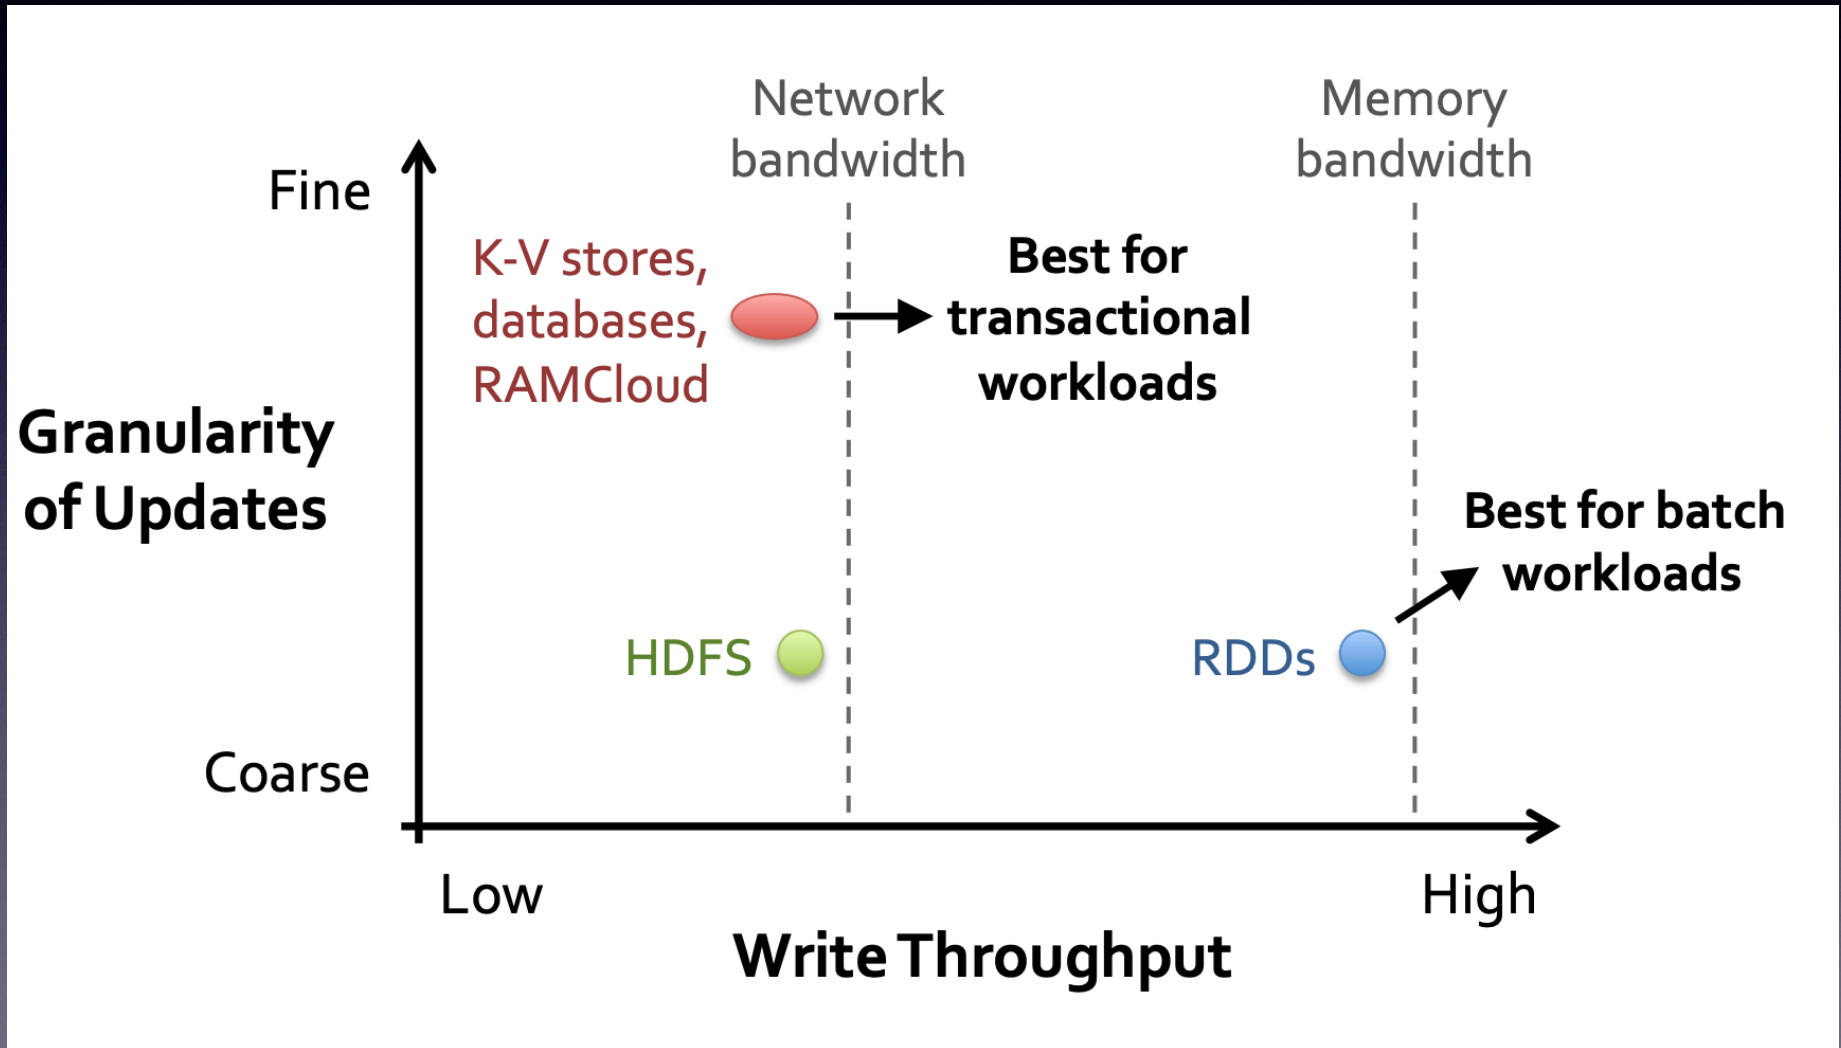 Network
bandwidth
Memory
bandwidth
Fine
K-V stores,
databases,
RAMCloud
Best for
transactional
workloads
Granularity
of Updates
Best for batch
workloads
HDFS
RDDs
Coarse
Low
High
Write Throughput